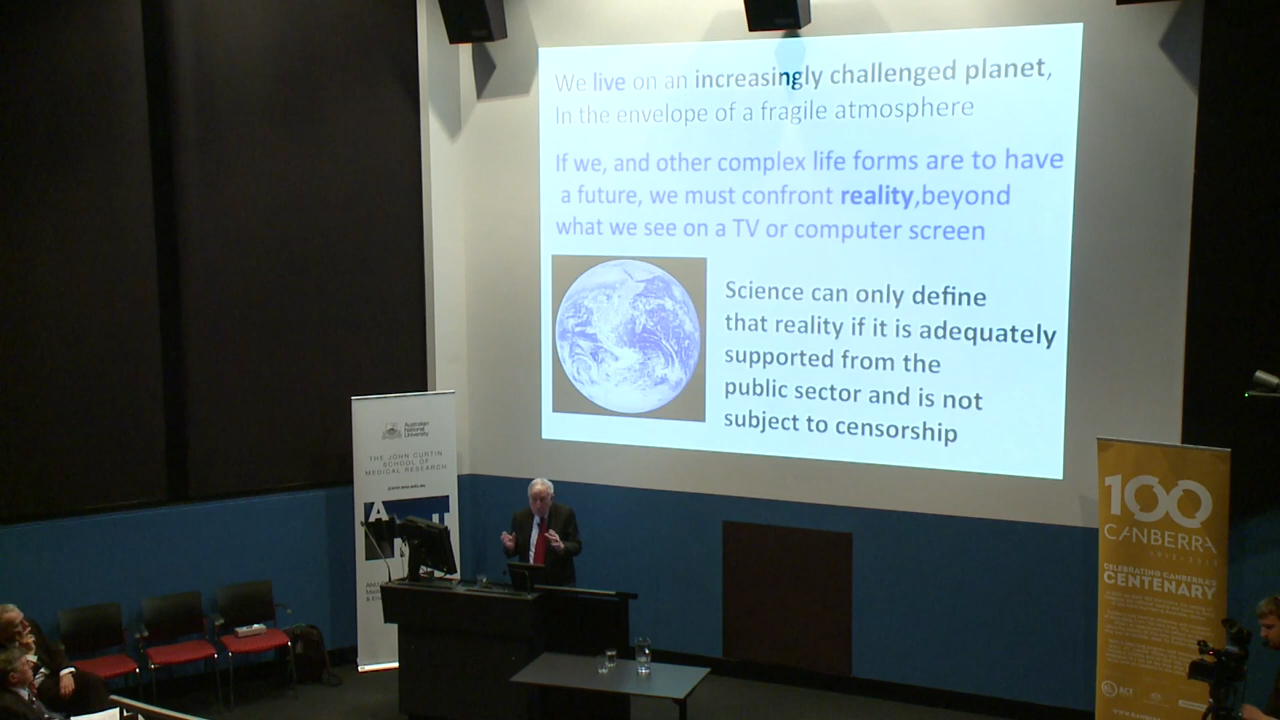 We live on an increasingly challenged planet,
In the envelope of a fragile atmosphere
If we, and other complex life forms are to have
a future, we must confront reality,beyond
what we see on a TV or computer screen
Science can only define
that reality if it is adequately
supported from the
public sector and is not
subject to censorship
Australian
National
University
THE JOHN CURTIN
SCHOOL OF
MEDICAL RESEARCH
100
CANBERRA
CELEBRATING CANBERRA'S
CENTENARY
ACT